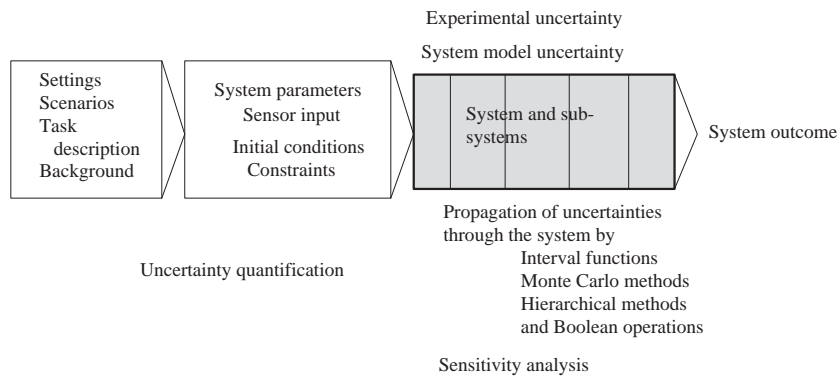 Experimental uncertainty
System model uncertainty
Settings
Scenarios
Task
description
Background
System parameters
Sensor input
Initial conditions
Constraints
System and sub-
systems
System outcome
Propagation of uncertainties
through the system by
Interval functions
Monte Carlo methods
Hierarchical methods
and Boolean operations
Uncertainty quantification
Sensitivity analysis